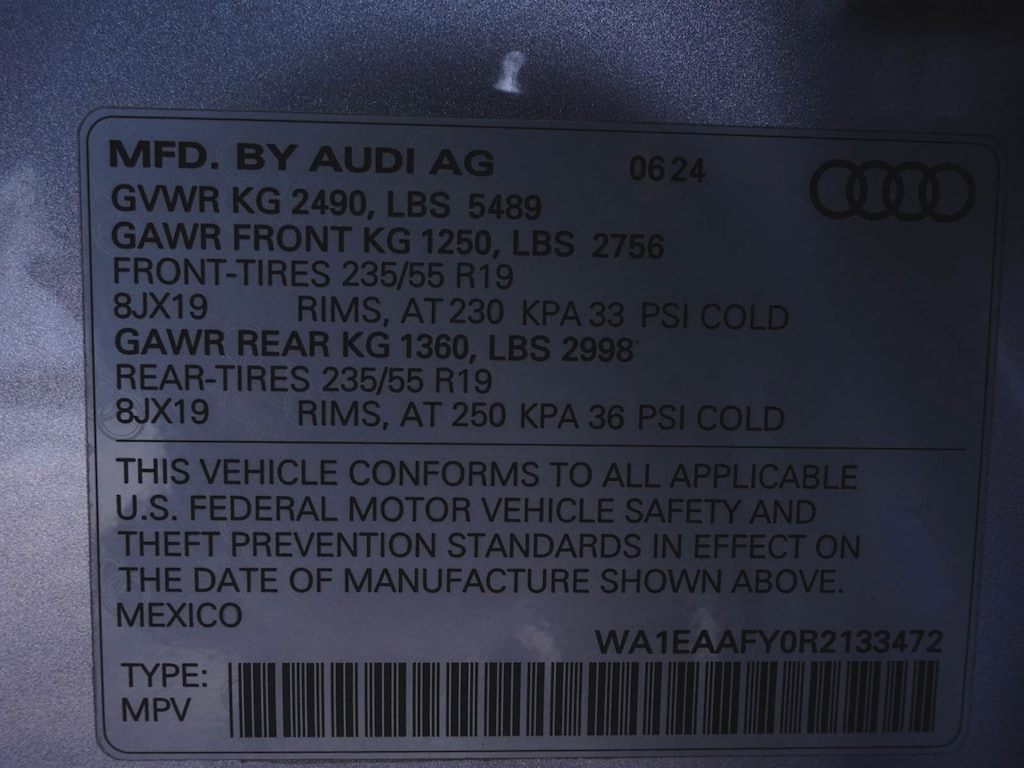 MFD. BY AUDI AG 06 24
GVWR KG 2490, LBS 5489
GAWR FRONT KG 1250, LBS 2756
FRONT-TIRES 235/55 R19
8JX19 RIMS, AT 230 KPA 33 PSI COLD
GAWR REAR KG 1360, LBS 2998
REAR-TIRES 235/55 R19
8JX19 RIMS, AT 250 KPA 36 PSI COLD
THIS VEHICLE CONFORMS TO ALL APPLICABLE
U.S. FEDERAL MOTOR VEHICLE SAFETY AND
THEFT PREVENTION STANDARDS IN EFFECT ON
THE DATE OF MANUFACTURE SHOWN ABOVE.
MEXICO
WA1EAAFY0R2133472
TYPE:
MPV